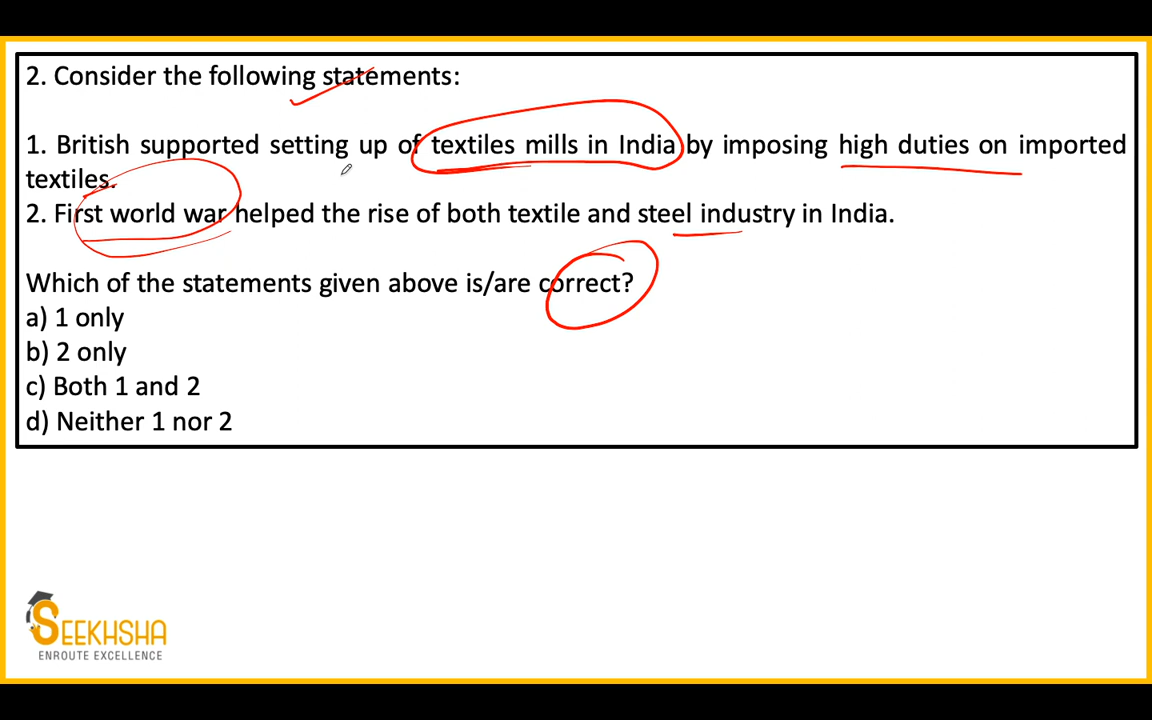 2. Consider the following statements:
1. British supported setting up of textiles mills in India by imposing high duties on imported
textiles.
2. First world war helped the rise of both textile and steel industry in India.
Which of the statements given above is/are correct?
a) 1 only
b) 2 only
c) Both 1 and 2
d) Neither 1 nor 2
SEEKHSHA
ENROUTE EXCELLENCE